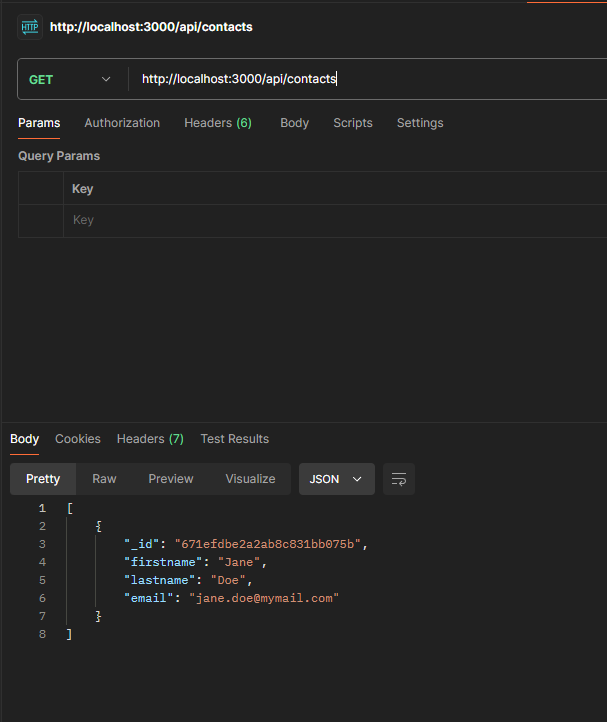 HTTP http://localhost:3000/api/contacts
GET http://localhost:3000/api/contacts
Params Authorization Headers (6) Body Scripts Settings
Query Params
Key
Key
Body Cookies Headers (7) Test Results
Pretty Raw Preview Visualize JSON
1 [
2 {
3 "_id": "671efdbe2a2ab8c831bb075b",
4 "firstname": "Jane",
5 "lastname": "Doe",
6 "email": "jane.doe@mymail.com"
7 }
8 ]